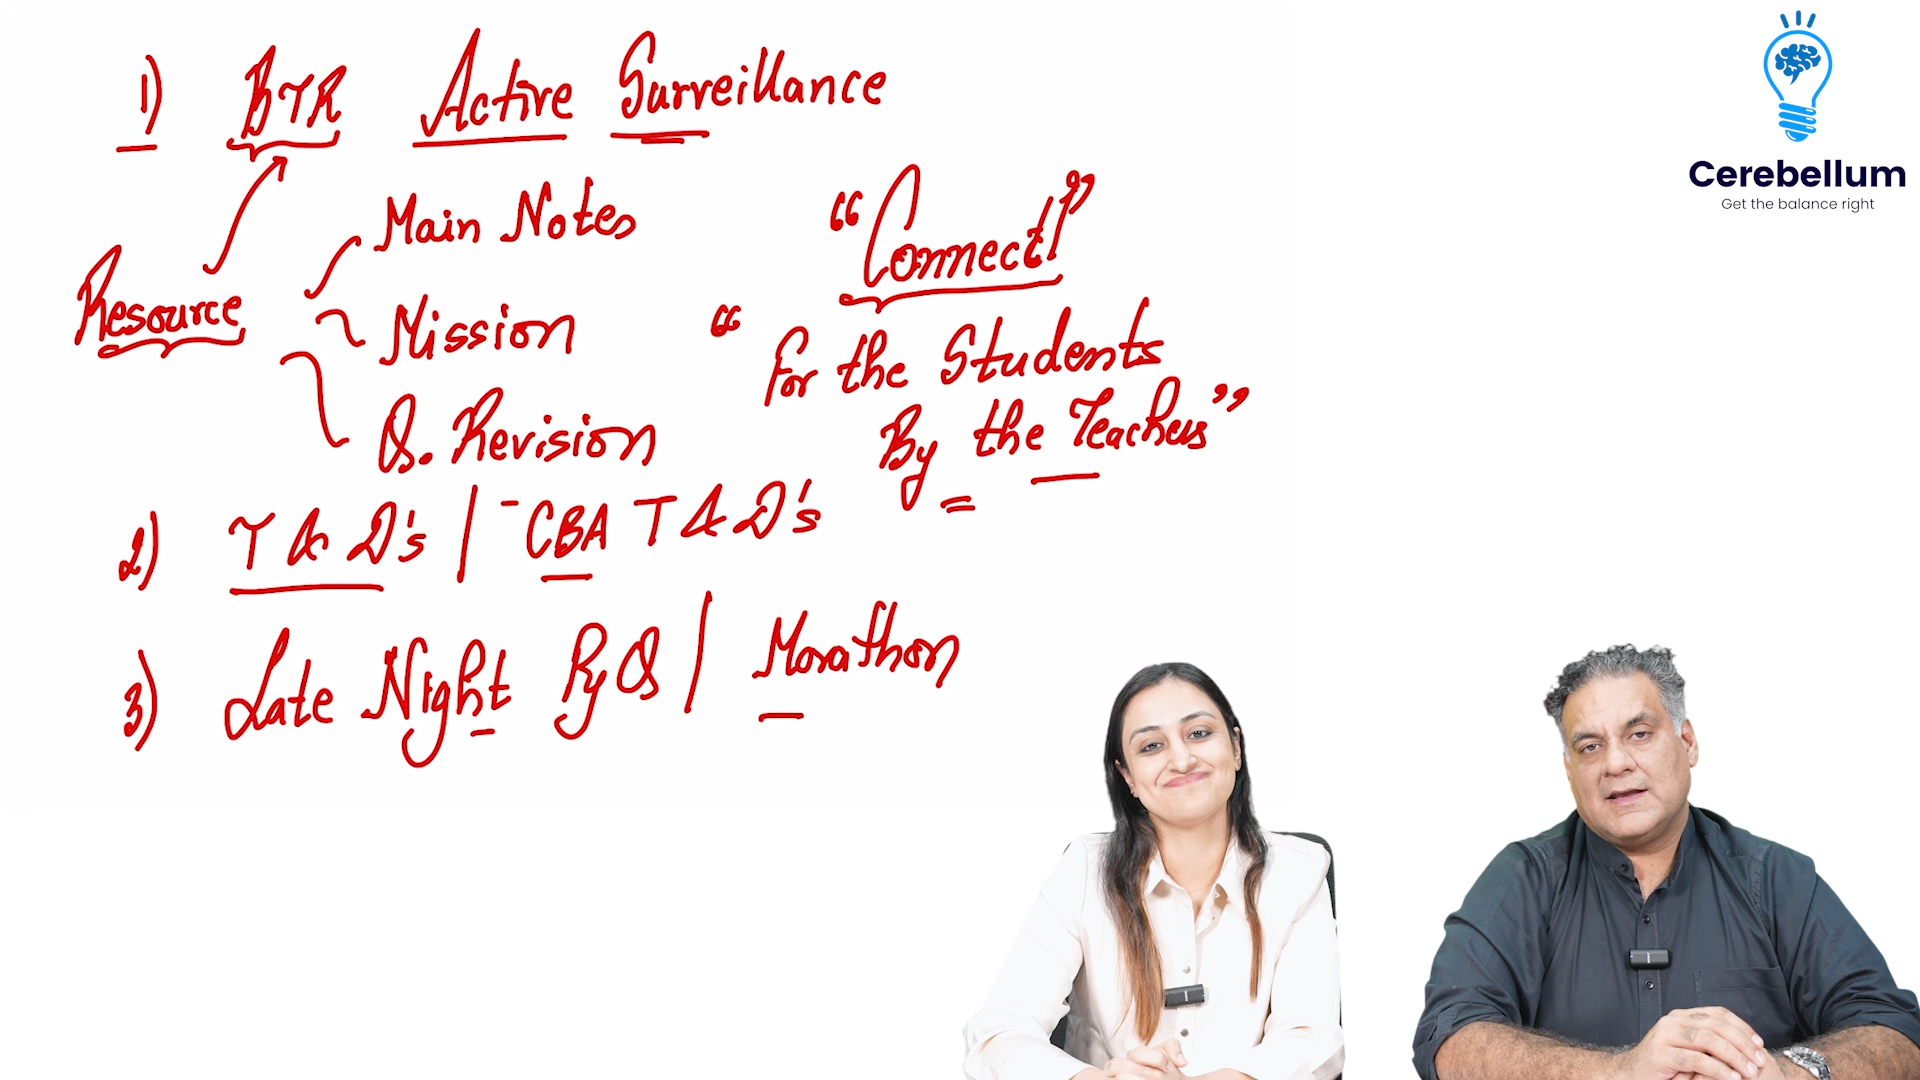 1) BTR Active Surveillance
Resource
Main Notes
Mission
Q. Revision
"Connect"
"For the Students
By the Teachers"
2) T & D's / CBA T & D's
3) Late Night PyQ / Marathon
Cerebellum
Get the balance right